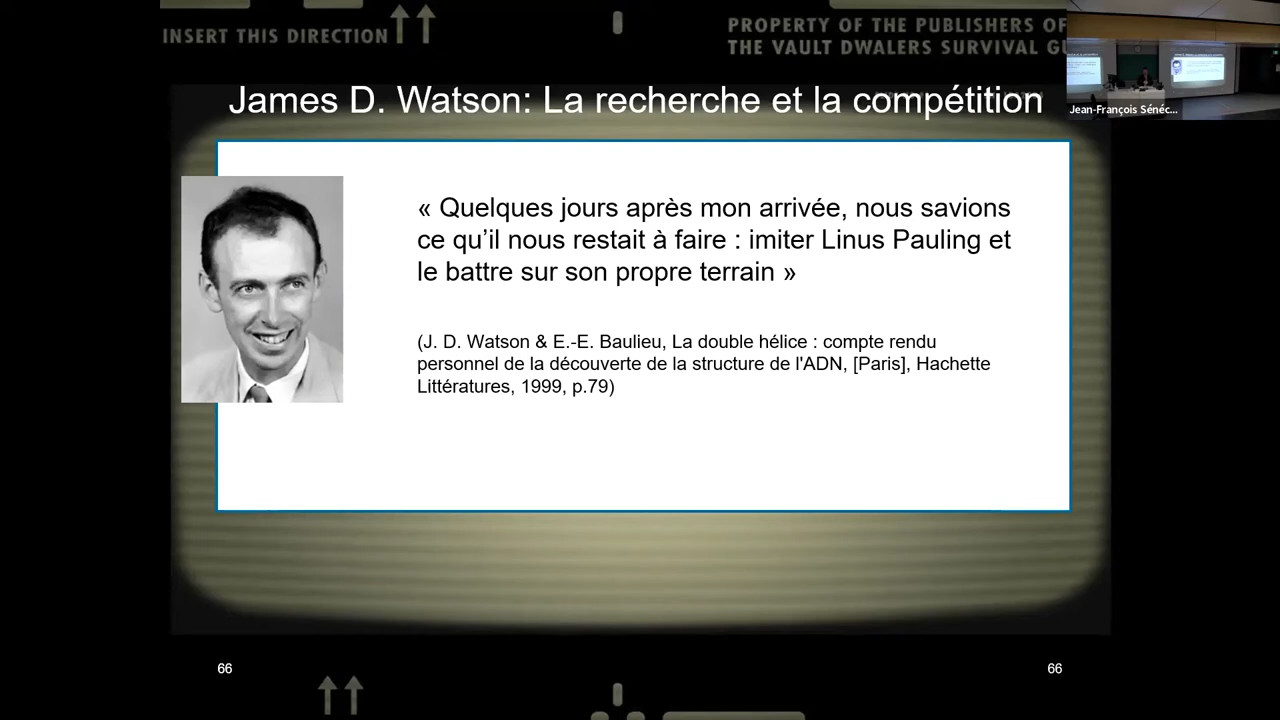 INSERT THIS DIRECTION
PROPERTY OF THE PUBLISHERS OF
THE VAULT DWALERS SURVIVAL GU
James D. Watson: La recherche et la compétition
Jean-François Sénéc...
« Quelques jours après mon arrivée, nous savions
ce qu’il nous restait à faire : imiter Linus Pauling et
le battre sur son propre terrain »
(J. D. Watson & E.-E. Baulieu, La double hélice : compte rendu
personnel de la découverte de la structure de l'ADN, [Paris], Hachette
Littératures, 1999, p.79)
66
66